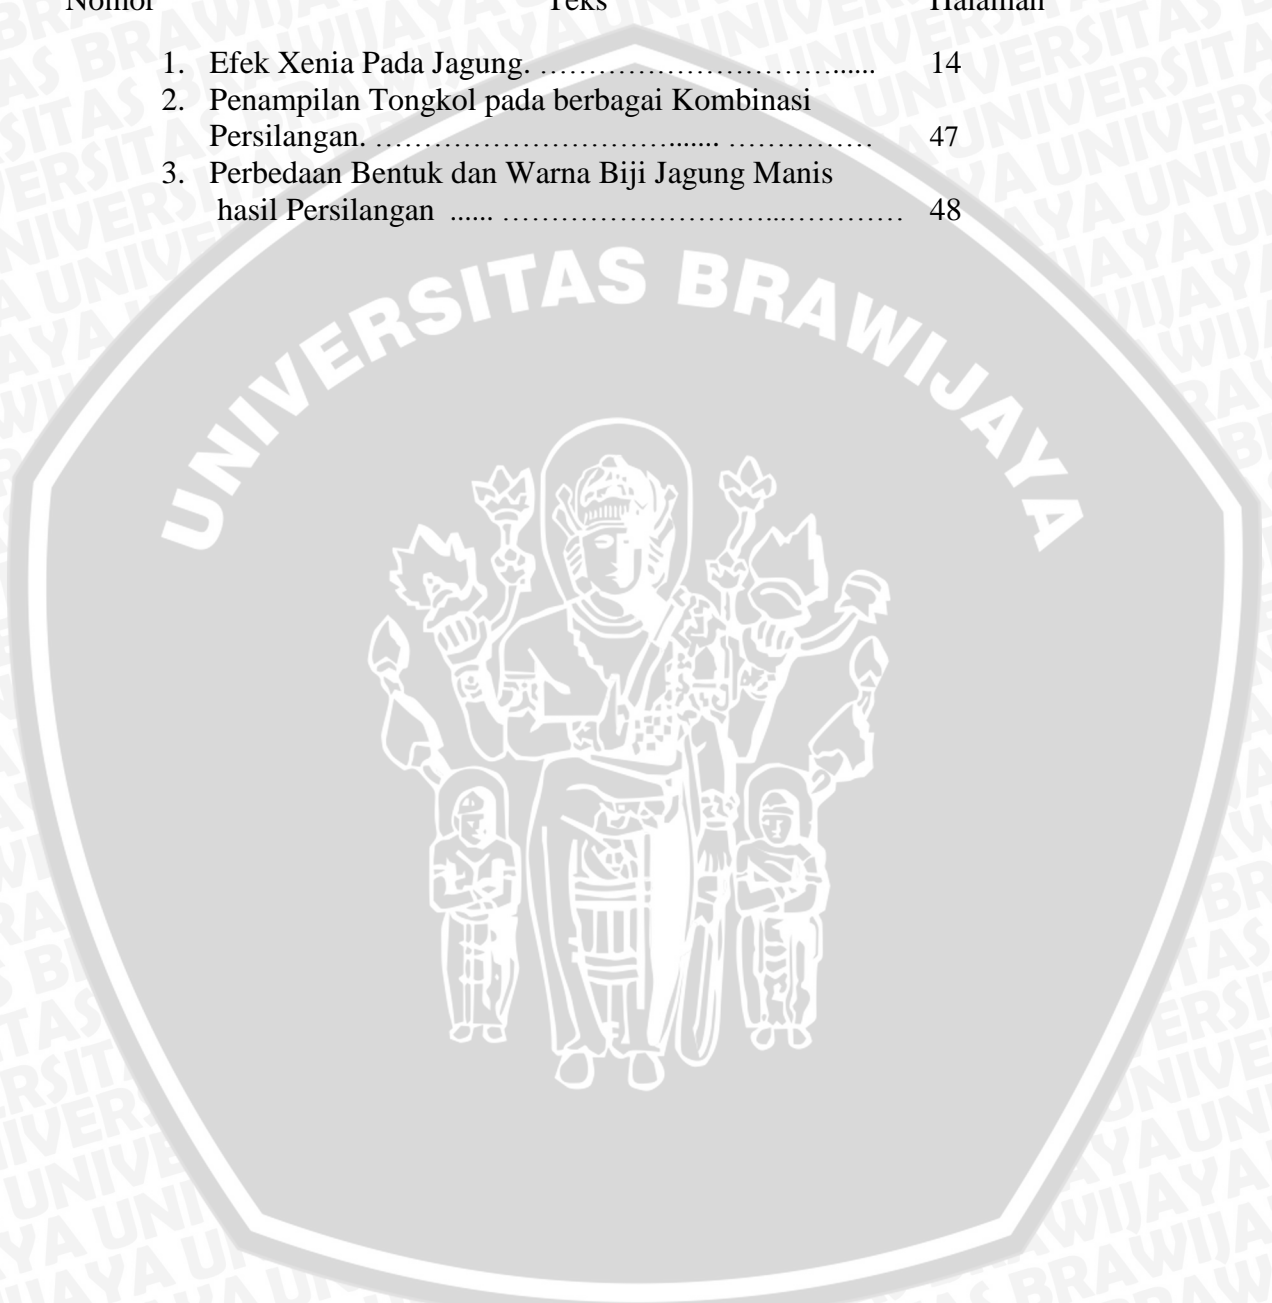 Nomor Teks Halaman
1. Efek Xenia Pada Jagung. ................................... 14
2. Penampilan Tongkol pada berbagai Kombinasi
Persilangan. .................................... ............... 47
3. Perbedaan Bentuk dan Warna Biji Jagung Manis
hasil Persilangan ...... .......................................... 48
UNIVERSITAS BRAWIJAYA